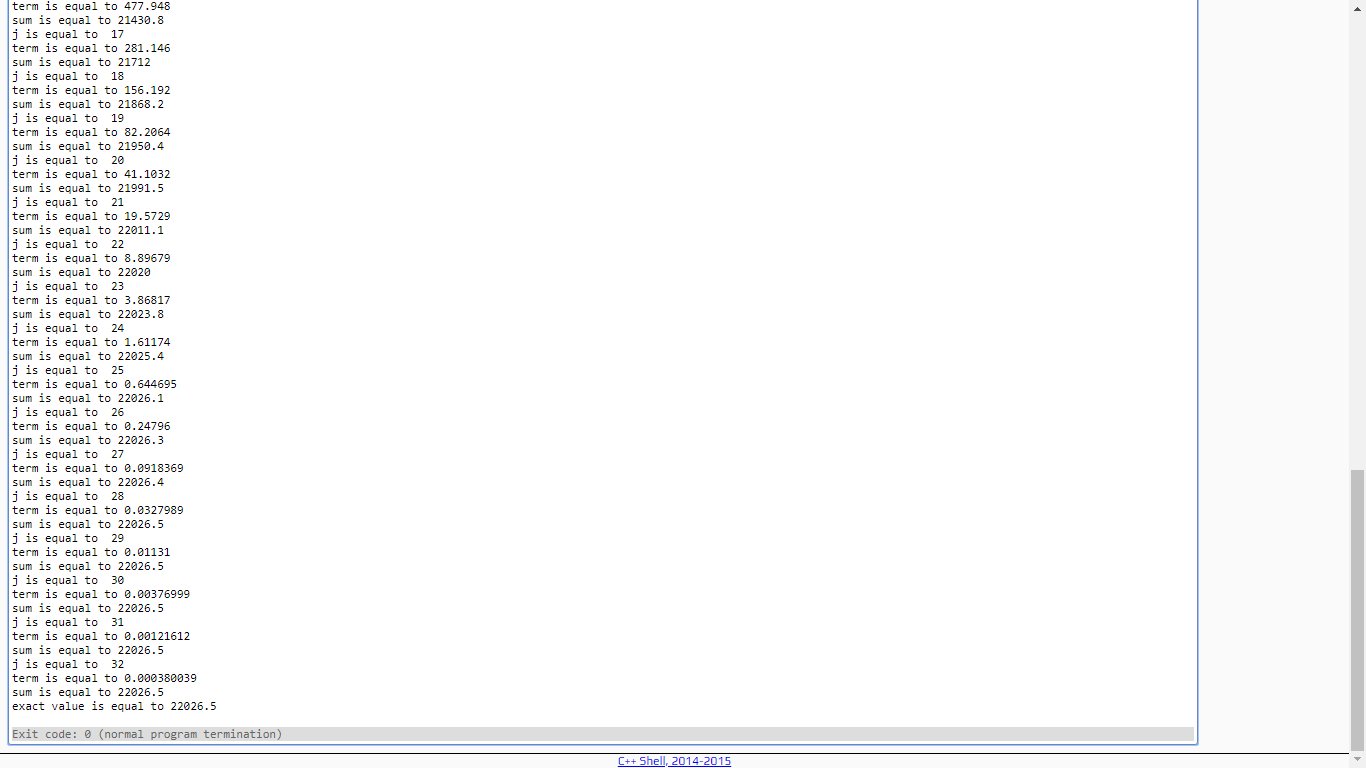 term is equal to 477.948
sum is equal to 21430.8
j is equal to  17
term is equal to 281.146
sum is equal to 21712
j is equal to  18
term is equal to 156.192
sum is equal to 21868.2
j is equal to  19
term is equal to 82.2064
sum is equal to 21950.4
j is equal to  20
term is equal to 41.1032
sum is equal to 21991.5
j is equal to  21
term is equal to 19.5729
sum is equal to 22011.1
j is equal to  22
term is equal to 8.89679
sum is equal to 22020
j is equal to  23
term is equal to 3.86817
sum is equal to 22023.8
j is equal to  24
term is equal to 1.61174
sum is equal to 22025.4
j is equal to  25
term is equal to 0.644695
sum is equal to 22026.1
j is equal to  26
term is equal to 0.24796
sum is equal to 22026.3
j is equal to  27
term is equal to 0.0918369
sum is equal to 22026.4
j is equal to  28
term is equal to 0.0327989
sum is equal to 22026.5
j is equal to  29
term is equal to 0.01131
sum is equal to 22026.5
j is equal to  30
term is equal to 0.00376999
sum is equal to 22026.5
j is equal to  31
term is equal to 0.00121612
sum is equal to 22026.5
j is equal to  32
term is equal to 0.000380039
sum is equal to 22026.5
exact value is equal to 22026.5
Exit code: 0 (normal program termination)
C++ Shell, 2014-2015